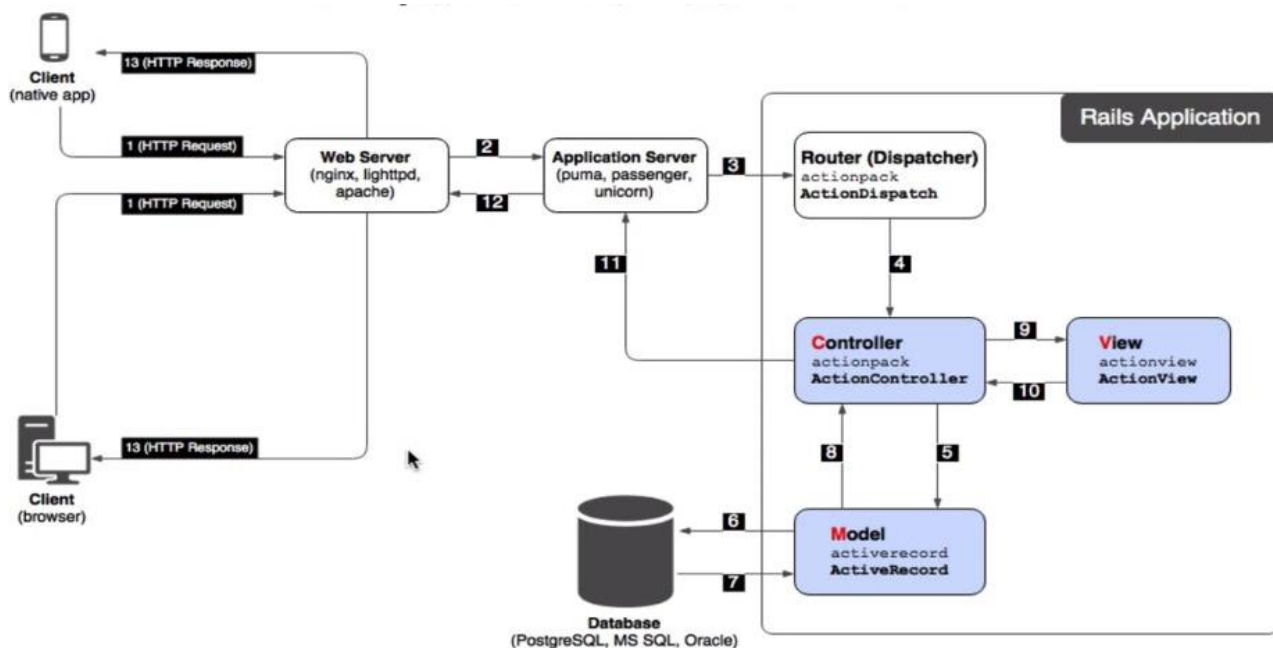 13 (HTTP Response)
Client
(native app)
Rails Application
1 (HTTP Request)
2
Web Server
(nginx, lighttpd,
apache)
Application Server
(puma, passenger,
unicorn)
3
Router (Dispatcher)
actionpack
ActionDispatch
1 (HTTP Request)
12
11
4
9
Controller
actionpack
ActionController
View
actionview
ActionView
10
13 (HTTP Response)
8
5
Client
(browser)
6
Model
activerecord
ActiveRecord
7
Database
(PostgreSQL, MS SQL, Oracle)